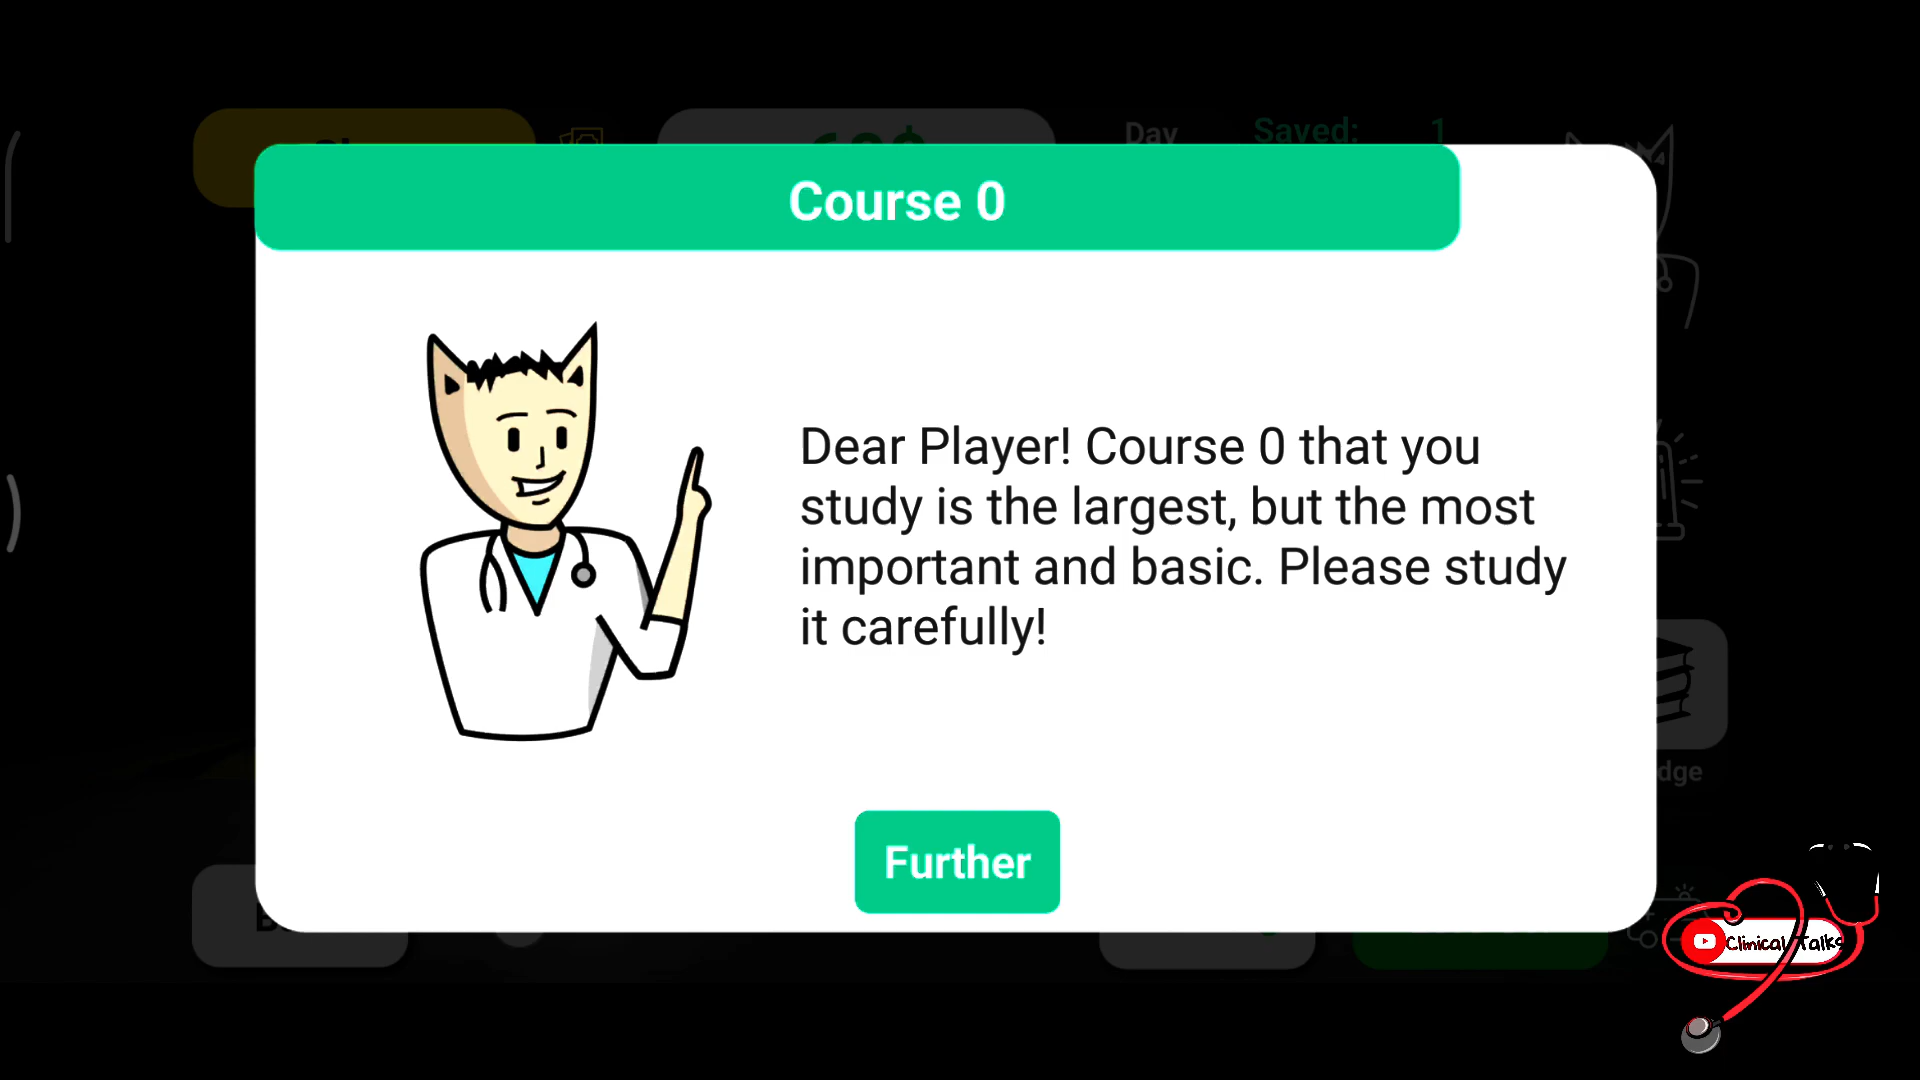 Day
Saved: 1
Course 0
Dear Player! Course 0 that you
study is the largest, but the most
important and basic. Please study
it carefully!
Further
Clinical Talks